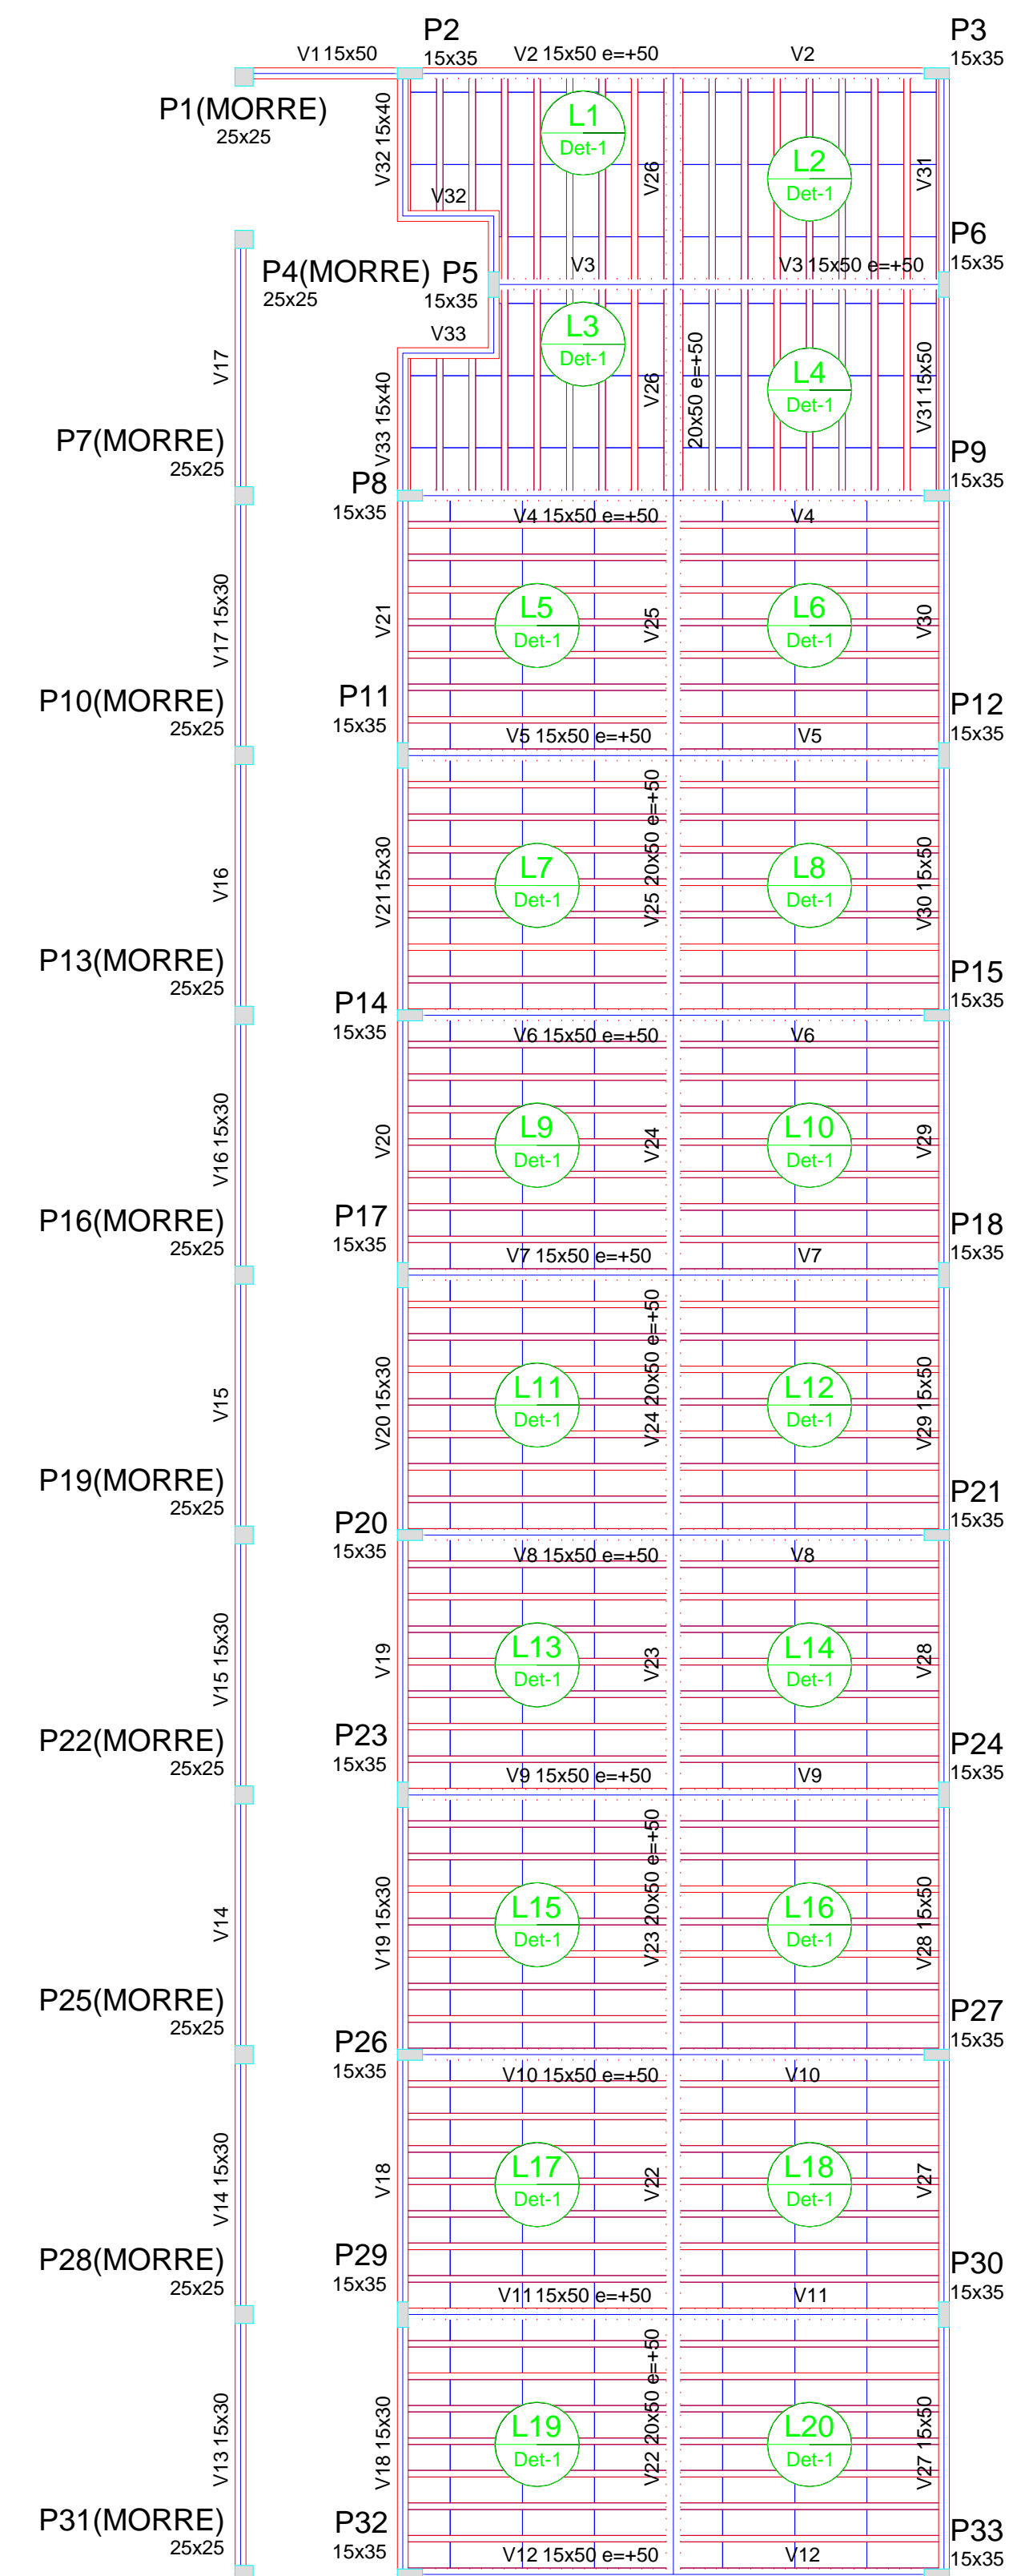 P2
15x35
P3
15x35
V1 15x50
V2 15x50 e=+50
V2
P1(MORRE)
25x25
V32 15x40
L1
Det-1
V26
L2
Det-1
V31
V32
P4(MORRE)
25x25
P5
15x35
V3
V3 15x50 e=+50
P6
15x35
V17
V33
L3
Det-1
V26
20x50 e=+50
L4
Det-1
V31 15x50
V33 15x40
P7(MORRE)
25x25
P8
15x35
P9
15x35
V4 15x50 e=+50
V4
V17 15x30
V21
L5
Det-1
V25
L6
Det-1
V30
P10(MORRE)
25x25
P11
15x35
P12
15x35
V5 15x50 e=+50
V5
V16
V21 15x30
L7
Det-1
V25 20x50 e=+50
L8
Det-1
V30 15x50
P13(MORRE)
25x25
P14
15x35
P15
15x35
V6 15x50 e=+50
V6
V16 15x30
V20
L9
Det-1
V24
L10
Det-1
V29
P16(MORRE)
25x25
P17
15x35
P18
15x35
V7 15x50 e=+50
V7
V15
V20 15x30
L11
Det-1
V24 20x50 e=+50
L12
Det-1
V29 15x50
P19(MORRE)
25x25
P20
15x35
P21
15x35
V8 15x50 e=+50
V8
V15 15x30
V19
L13
Det-1
V23
L14
Det-1
V28
P22(MORRE)
25x25
P23
15x35
P24
15x35
V9 15x50 e=+50
V9
V14
V19 15x30
L15
Det-1
V23 20x50 e=+50
L16
Det-1
V28 15x50
P25(MORRE)
25x25
P26
15x35
P27
15x35
V10 15x50 e=+50
V10
V14 15x30
V18
L17
Det-1
V22
L18
Det-1
V27
P28(MORRE)
25x25
P29
15x35
P30
15x35
V11 15x50 e=+50
V11
V13 15x30
V18 15x30
L19
Det-1
V22 20x50 e=+50
L20
Det-1
V27 15x50
P31(MORRE)
25x25
P32
15x35
P33
15x35
V12 15x50 e=+50
V12